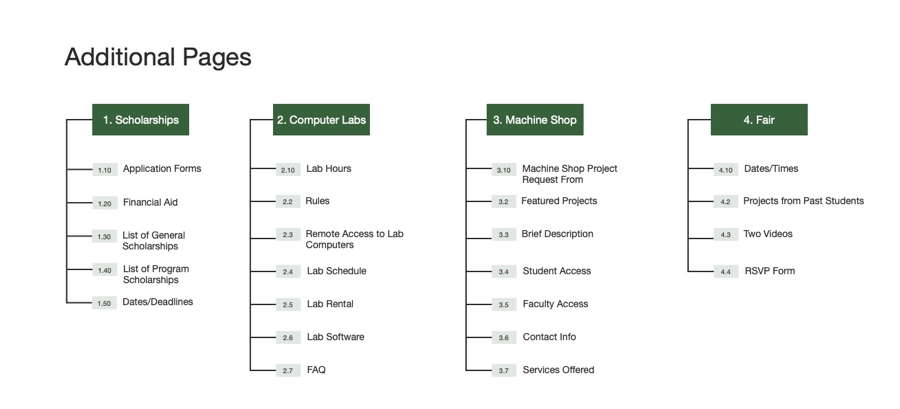 Additional Pages
1. Scholarships
1.10 Application Forms
1.20 Financial Aid
1.30 List of General
Scholarships
1.40 List of Program
Scholarships
1.50 Dates/Deadlines
2. Computer Labs
2.10 Lab Hours
2.2 Rules
2.3 Remote Access to Lab
Computers
2.4 Lab Schedule
2.5 Lab Rental
2.6 Lab Software
2.7 FAQ
3. Machine Shop
3.10 Machine Shop Project
Request From
3.2 Featured Projects
3.3 Brief Description
3.4 Student Access
3.5 Faculty Access
3.6 Contact Info
3.7 Services Offered
4. Fair
4.10 Dates/Times
4.2 Projects from Past Students
4.3 Two Videos
4.4 RSVP Form